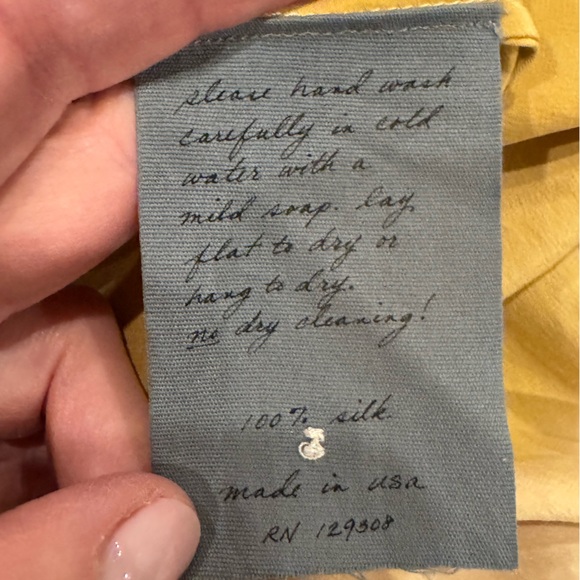 please hand wash
carefully in cold
water with a
mild soap. lay
flat to dry or
hang to dry.
no dry cleaning!
100% silk
3
made in usa
RN 129308